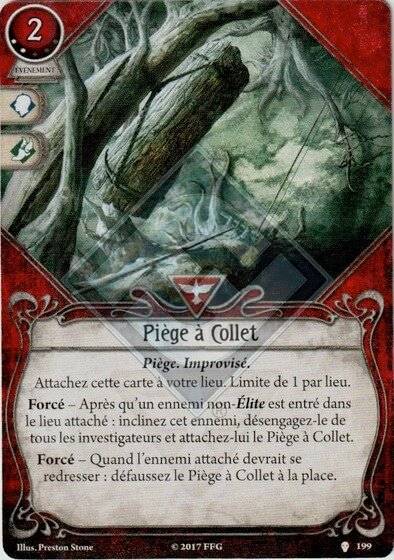 2
ÉVÉNEMENT
Piège à Collet
Piège. Improvisé.
Attachez cette carte à votre lieu. Limite de 1 par lieu.
Forcé – Après qu'un ennemi non-Élite est entré dans
le lieu attaché : inclinez cet ennemi, désengagez-le de
tous les investigateurs et attachez-lui le Piège à Collet.
Forcé – Quand l'ennemi attaché devrait se
redresser : défaussez le Piège à Collet à la place.
Illus. Preston Stone
© 2017 FFG
199